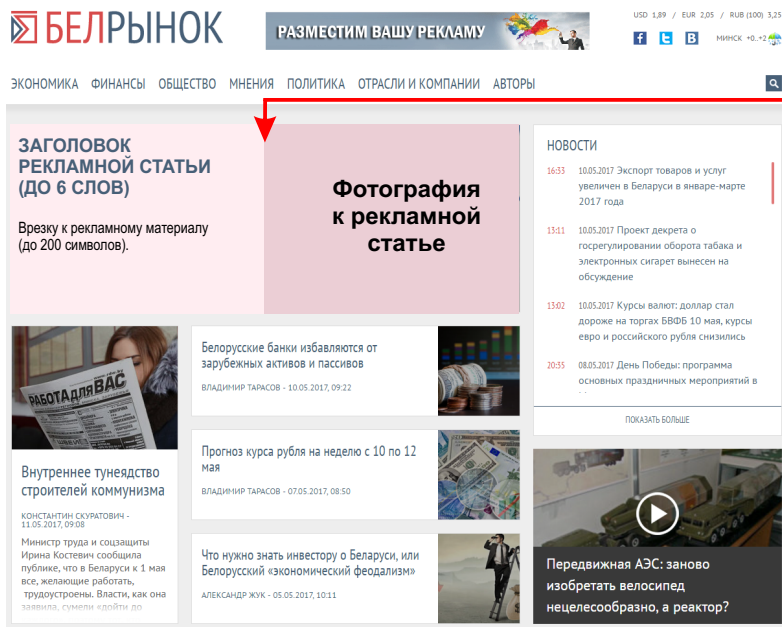 БЕЛРЫНОК
РАЗМЕСТИМ ВАШУ РЕКЛАМУ
USD 1,89 / EUR 2,05 / RUB (100) 3,25
МИНСК +0..+2
ЭКОНОМИКА ФИНАНСЫ ОБЩЕСТВО МНЕНИЯ ПОЛИТИКА ОТРАСЛИ И КОМПАНИИ АВТОРЫ
ЗАГОЛОВОК
РЕКЛАМНОЙ СТАТЬИ
(ДО 6 СЛОВ)
Врезку к рекламному материалу
(до 200 символов).
Фотография
к рекламной
статье
НОВОСТИ
16:33 10.05.2017 Экспорт товаров и услуг
увеличен в Беларуси в январе-марте
2017 года
13:11 10.05.2017 Проект декрета о
госрегулировании оборота табака и
электронных сигарет вынесен на
обсуждение
13:02 10.05.2017 Курсы валют: доллар стал
дороже на торгах БВФБ 10 мая, курсы
евро и российского рубля снизились
20:35 08.05.2017 День Победы: программа
основных праздничных мероприятий в
ПОКАЗАТЬ БОЛЬШЕ
РАБОТА для ВАС
Внутреннее тунеядство
строителей коммунизма
КОНСТАНТИН СКУРАТОВИЧ -
11.05.2017, 09:08
Министр труда и соцзащиты
Ирина Костевич сообщила
публике, что в Беларуси к 1 мая
все, желающие работать,
трудоустроены. Власти, как она
заявила, сумели «дойти до
Белорусские банки избавляются от
зарубежных активов и пассивов
ВЛАДИМИР ТАРАСОВ - 10.05.2017, 09:22
Прогноз курса рубля на неделю с 10 по 12
мая
ВЛАДИМИР ТАРАСОВ - 07.05.2017, 08:50
Что нужно знать инвестору о Беларуси, или
Белорусский «экономический феодализм»
АЛЕКСАНДР ЖУК - 05.05.2017, 10:11
Передвижная АЭС: заново
изобретать велосипед
нецелесообразно, а реактор?